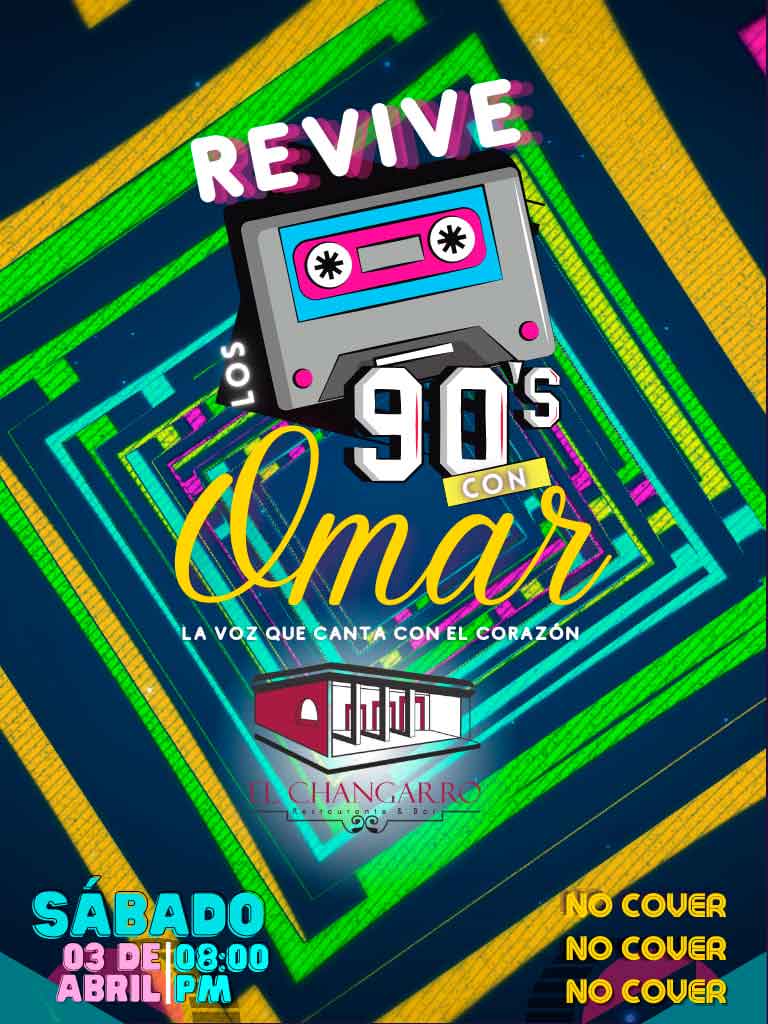 REVIVE
LOS
90'S
CON
Omar
LA VOZ QUE CANTA CON EL CORAZÓN
EL CHANGARRO
Restaurante & Bar
SÁBADO
03 DE
ABRIL
08:00
PM
NO COVER
NO COVER
NO COVER